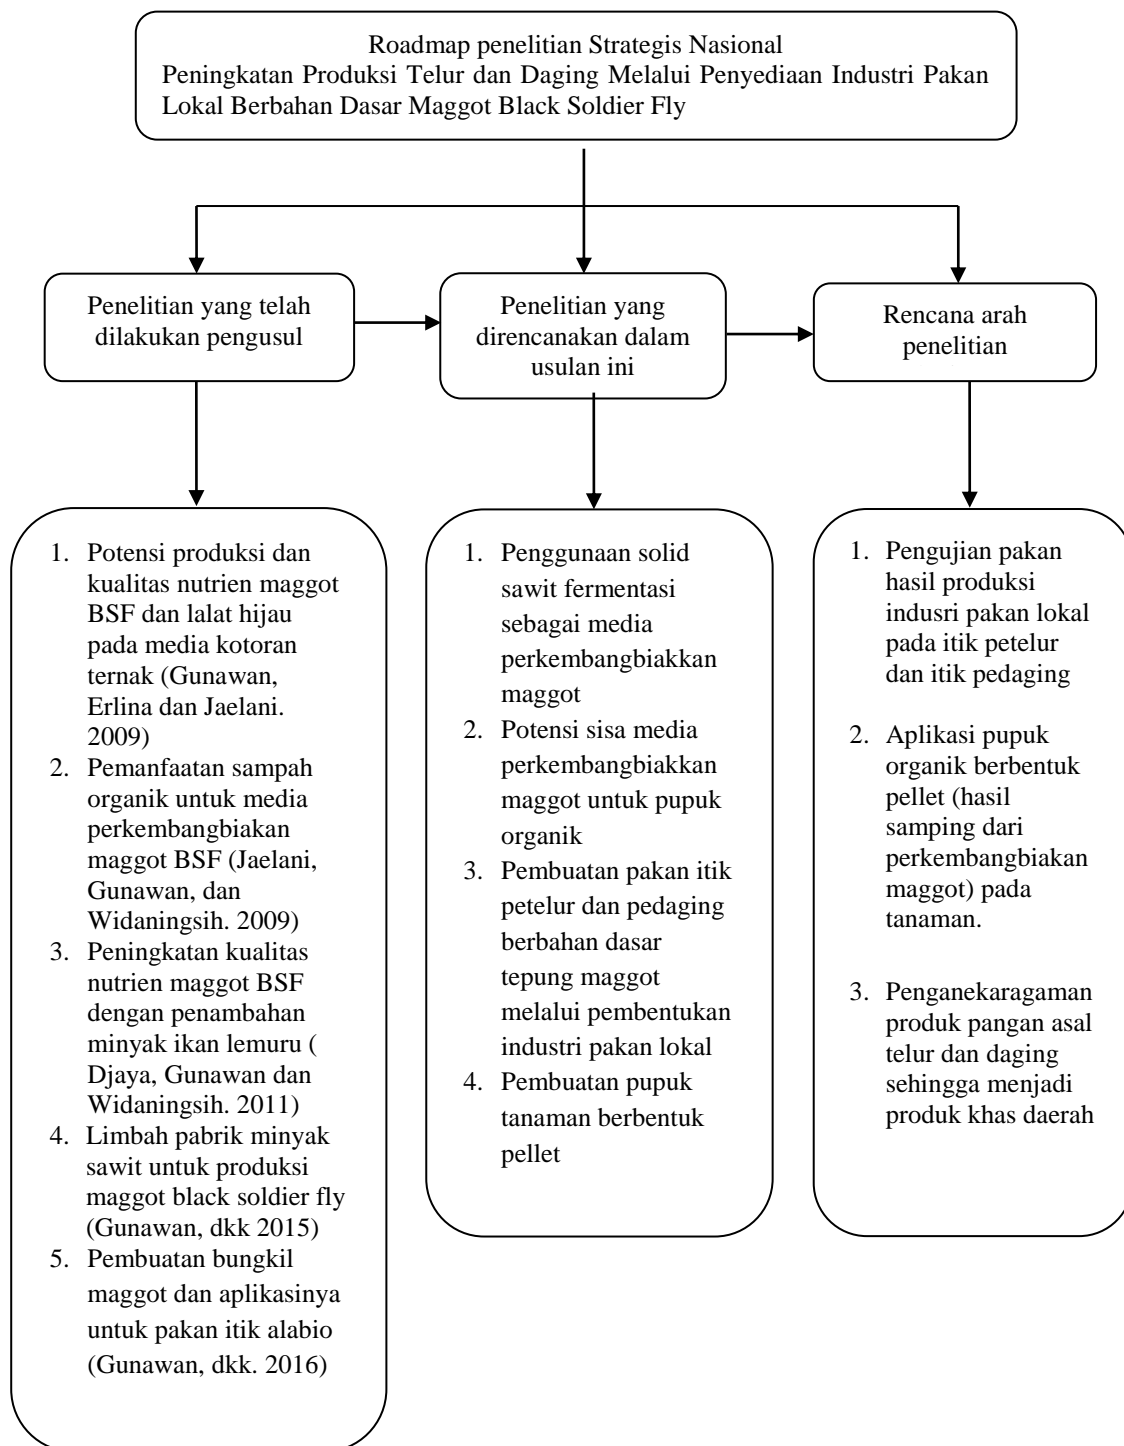 Roadmap penelitian Strategis Nasional
Peningkatan Produksi Telur dan Daging Melalui Penyediaan Industri Pakan
Lokal Berbahan Dasar Maggot Black Soldier Fly
Penelitian yang telah
dilakukan pengusul
Penelitian yang
direncanakan dalam
usulan ini
Rencana arah
penelitian
1. Potensi produksi dan
kualitas nutrien maggot
BSF dan lalat hijau
pada media kotoran
ternak (Gunawan,
Erlina dan Jaelani.
2009)
2. Pemanfaatan sampah
organik untuk media
perkembangbiakan
maggot BSF (Jaelani,
Gunawan, dan
Widaningsih. 2009)
3. Peningkatan kualitas
nutrien maggot BSF
dengan penambahan
minyak ikan lemuru (
Djaya, Gunawan dan
Widaningsih. 2011)
4. Limbah pabrik minyak
sawit untuk produksi
maggot black soldier fly
(Gunawan, dkk 2015)
5. Pembuatan bungkil
maggot dan aplikasinya
untuk pakan itik alabio
(Gunawan, dkk. 2016)
1. Penggunaan solid
sawit fermentasi
sebagai media
perkembangbiakkan
maggot
2. Potensi sisa media
perkembangbiakkan
maggot untuk pupuk
organik
3. Pembuatan pakan itik
petelur dan pedaging
berbahan dasar
tepung maggot
melalui pembentukan
industri pakan lokal
4. Pembuatan pupuk
tanaman berbentuk
pellet
1. Pengujian pakan
hasil produksi
indusri pakan lokal
pada itik petelur
dan itik pedaging
2. Aplikasi pupuk
organik berbentuk
pellet (hasil
samping dari
perkembangbiakan
maggot) pada
tanaman.
3. Penganekaragaman
produk pangan asal
telur dan daging
sehingga menjadi
produk khas daerah